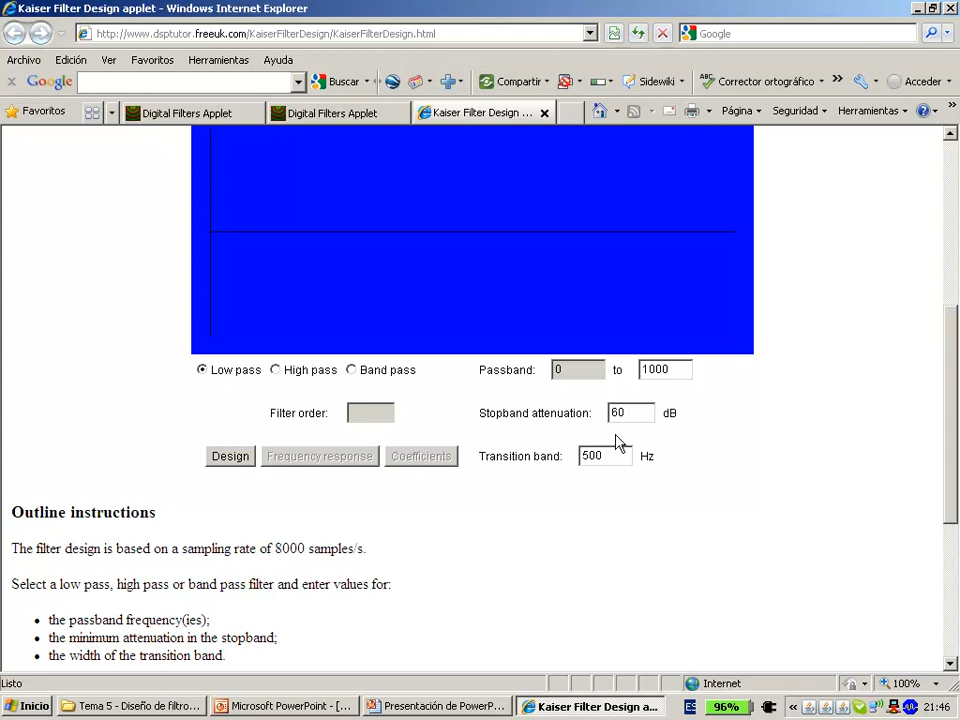 Kaiser Filter Design applet - Windows Internet Explorer
http://www.dsptutor.freeuk.com/KaiserFilterDesign/KaiserFilterDesign.html
Google
Archivo Edición Ver Favoritos Herramientas Ayuda
x Google Buscar Compartir Sidewiki ABC Corrector ortográfico » Acceder
Favoritos Digital Filters Applet Digital Filters Applet Kaiser Filter Design ... Página Seguridad Herramientas »
Low pass High pass Band pass Passband: 0 to 1000
Filter order: Stopband attenuation: 60 dB
Design Frequency response Coefficients Transition band: 500 Hz
Outline instructions
The filter design is based on a sampling rate of 8000 samples/s.
Select a low pass, high pass or band pass filter and enter values for:
• the passband frequency(ies);
• the minimum attenuation in the stopband;
• the width of the transition band.
Listo Internet 100%
Inicio Tema 5 - Diseño de filtro... Microsoft PowerPoint - [... Presentación de PowerP... Kaiser Filter Design a... ES 96% « 21:46